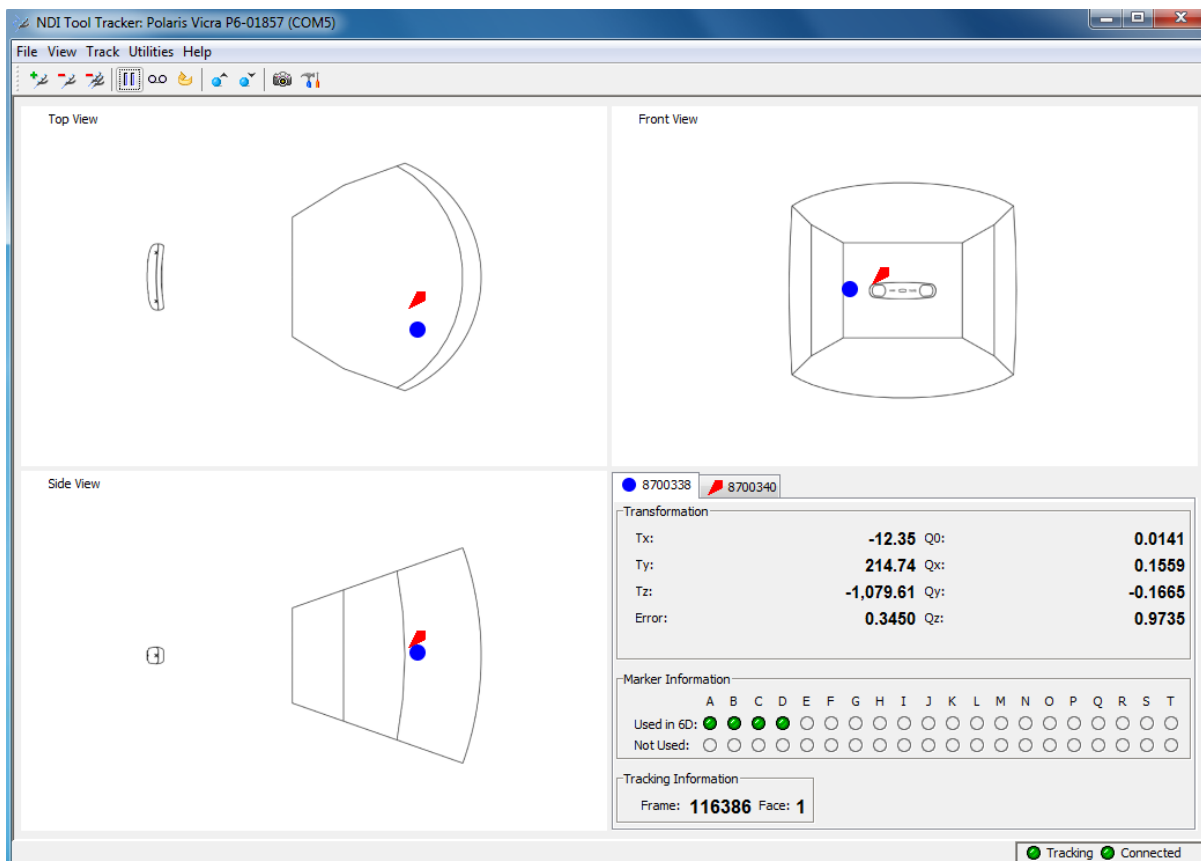 NDI Tool Tracker: Polaris Vicra P6-01857 (COM5)
File View Track Utilities Help
Top View
Front View
Side View
8700338 8700340
Transformation
Tx: -12.35 Q0: 0.0141
Ty: 214.74 Qx: 0.1559
Tz: -1,079.61 Qy: -0.1665
Error: 0.3450 Qz: 0.9735
Marker Information
A B C D E F G H I J K L M N O P Q R S T
Used in 6D:
Not Used:
Tracking Information
Frame: 116386 Face: 1
Tracking Connected